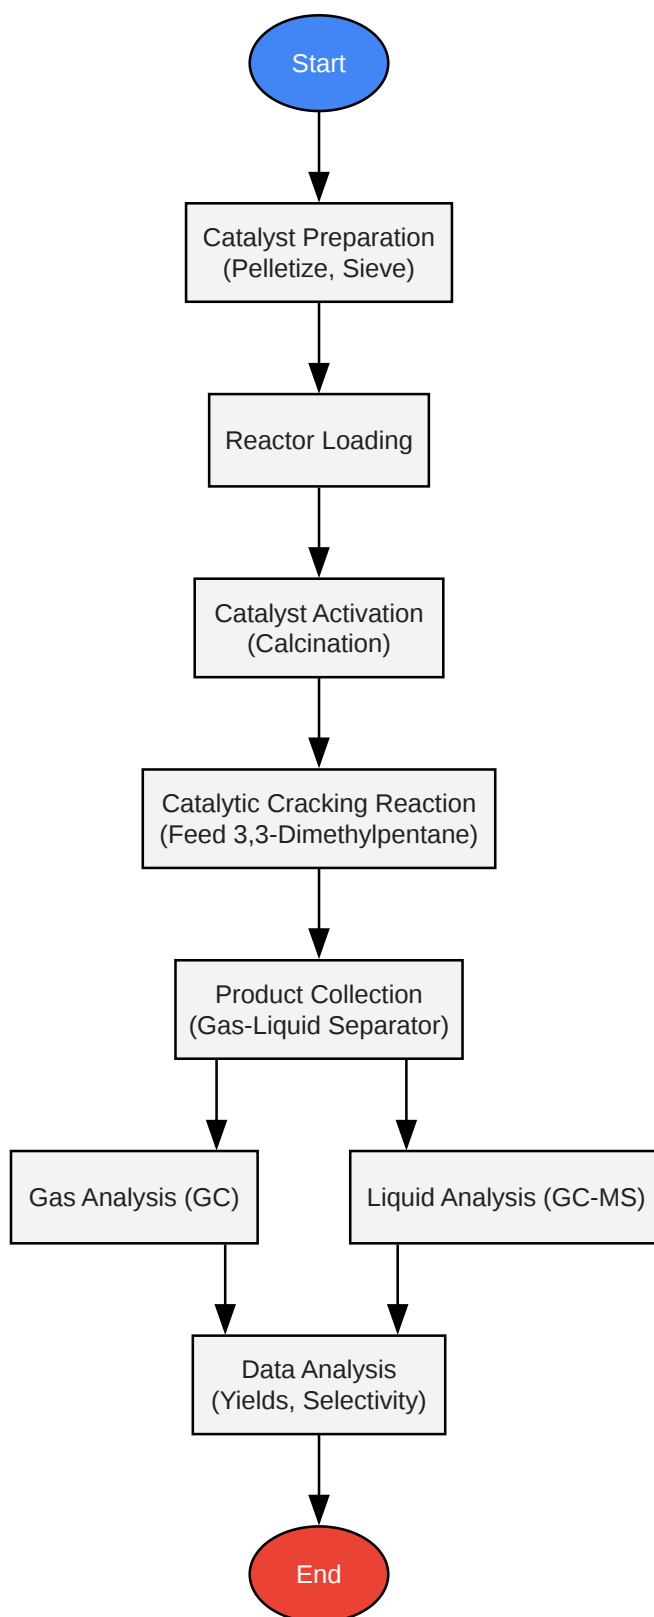 Start
Catalyst Preparation
(Pelletize, Sieve)
Reactor Loading
Catalyst Activation
(Calcination)
Catalytic Cracking Reaction
(Feed 3,3-Dimethylpentane)
Product Collection
(Gas-Liquid Separator)
Gas Analysis (GC)
Liquid Analysis (GC-MS)
Data Analysis
(Yields, Selectivity)
End